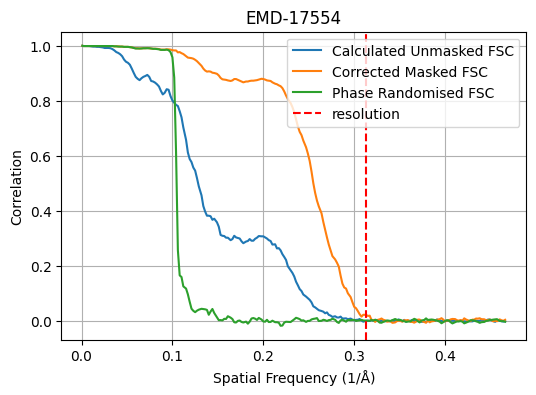 EMD-17554
Calculated Unmasked FSC
Corrected Masked FSC
Phase Randomised FSC
resolution
Correlation
1.0
0.8
0.6
0.4
0.2
0.0
0.0 0.1 0.2 0.3 0.4
Spatial Frequency (1/Å)